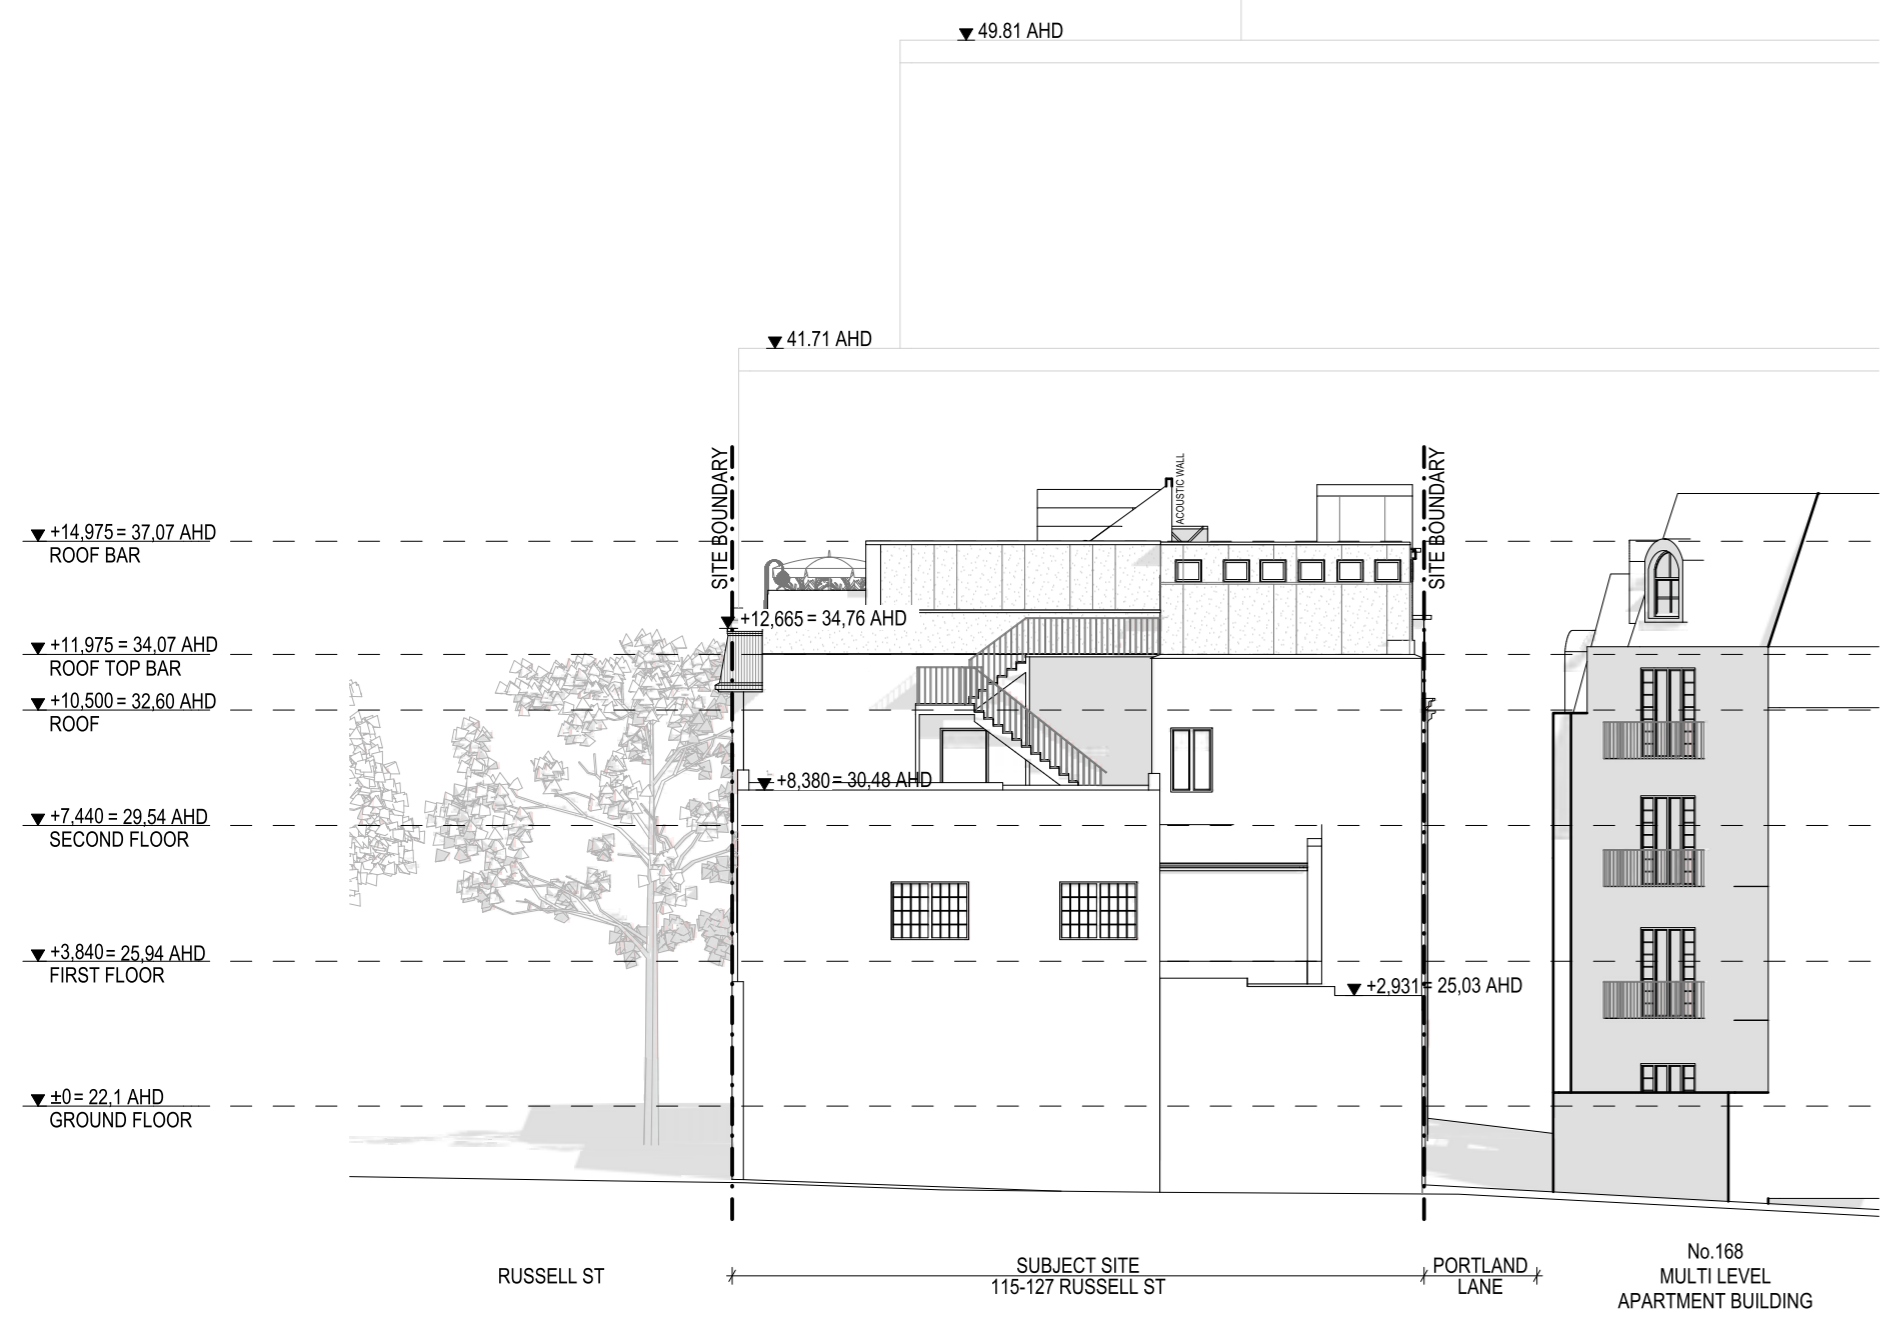 49.81 AHD
41.71 AHD
SITE BOUNDARY
ACOUSTIC WALL
SITE BOUNDARY
+14,975 = 37,07 AHD
ROOF BAR
+12,665 = 34,76 AHD
+11,975 = 34,07 AHD
ROOF TOP BAR
+10,500 = 32,60 AHD
ROOF
+8,380 = 30,48 AHD
+7,440 = 29,54 AHD
SECOND FLOOR
+3,840 = 25,94 AHD
FIRST FLOOR
+2,931 = 25,03 AHD
±0 = 22,1 AHD
GROUND FLOOR
RUSSELL ST
SUBJECT SITE
115-127 RUSSELL ST
PORTLAND
LANE
No.168
MULTI LEVEL
APARTMENT BUILDING